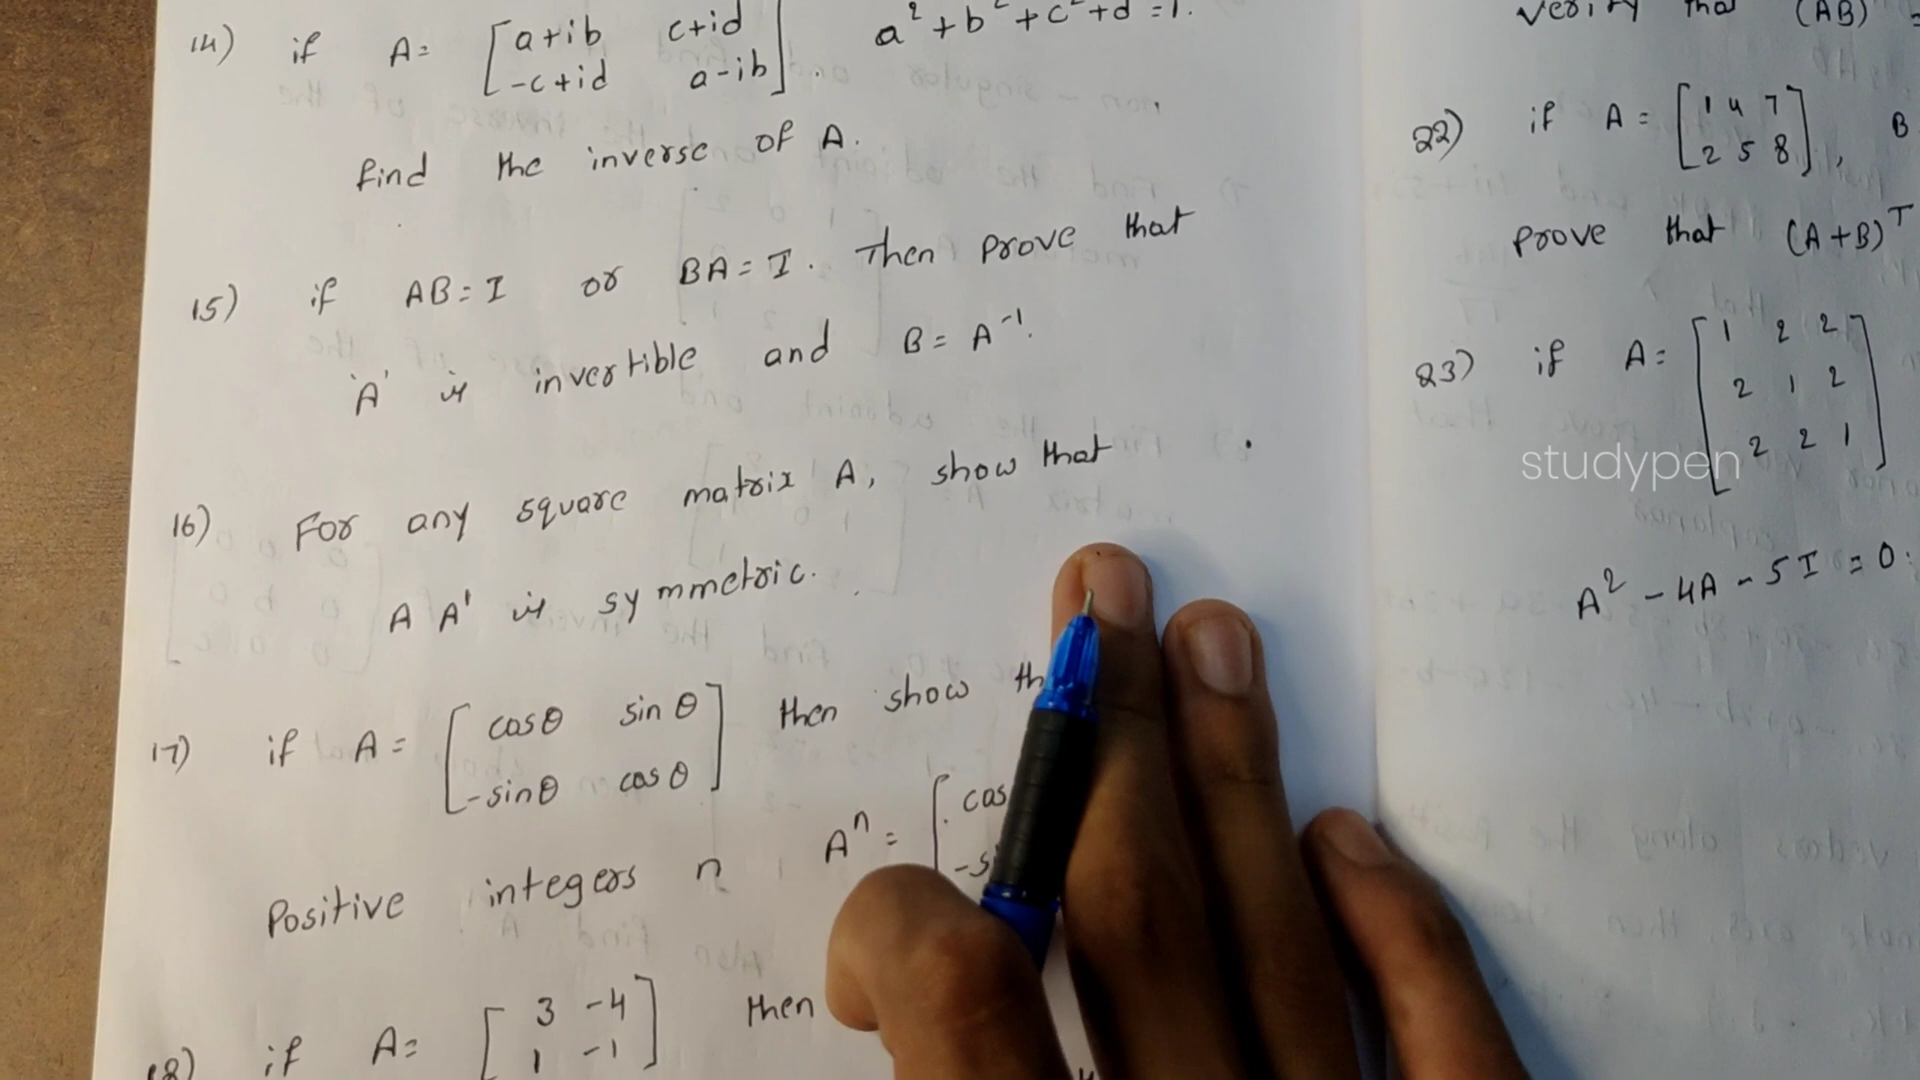 14) if A= [a+ib c+id
-c+id a-ib]. a²+b²+c²+d =1.
find the inverse of A.
15) if AB=I or BA=I. Then prove that
'A' is invertible and B= A⁻¹.
16) For any square matrix A, show that
A A' is symmetric.
17) if A= [cosθ sinθ
-sinθ cosθ] then show
Positive integers n Aⁿ = [cos
18) if A= [3 -4
1 -1] then
verify (AB) =
22) if A= [1 4 7
2 5 8], B
prove that (A+B)ᵀ
23) if A= [1 2 2
2 1 2
2 2 1]
studypen
A² -4A -5I =0.